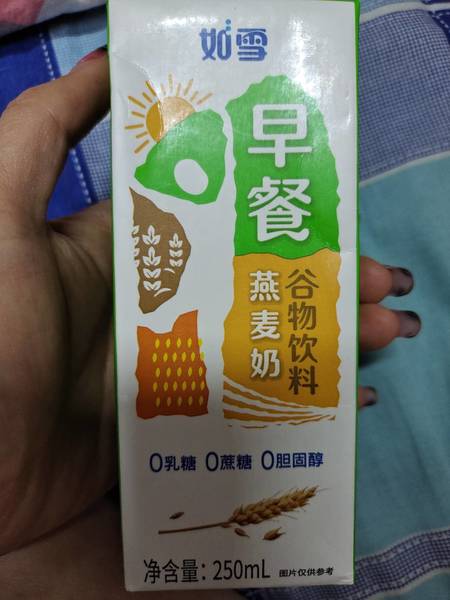 如雪
早餐
谷物饮料
燕麦奶
0乳糖 0蔗糖 0胆固醇
净含量：250mL 图片仅供参考